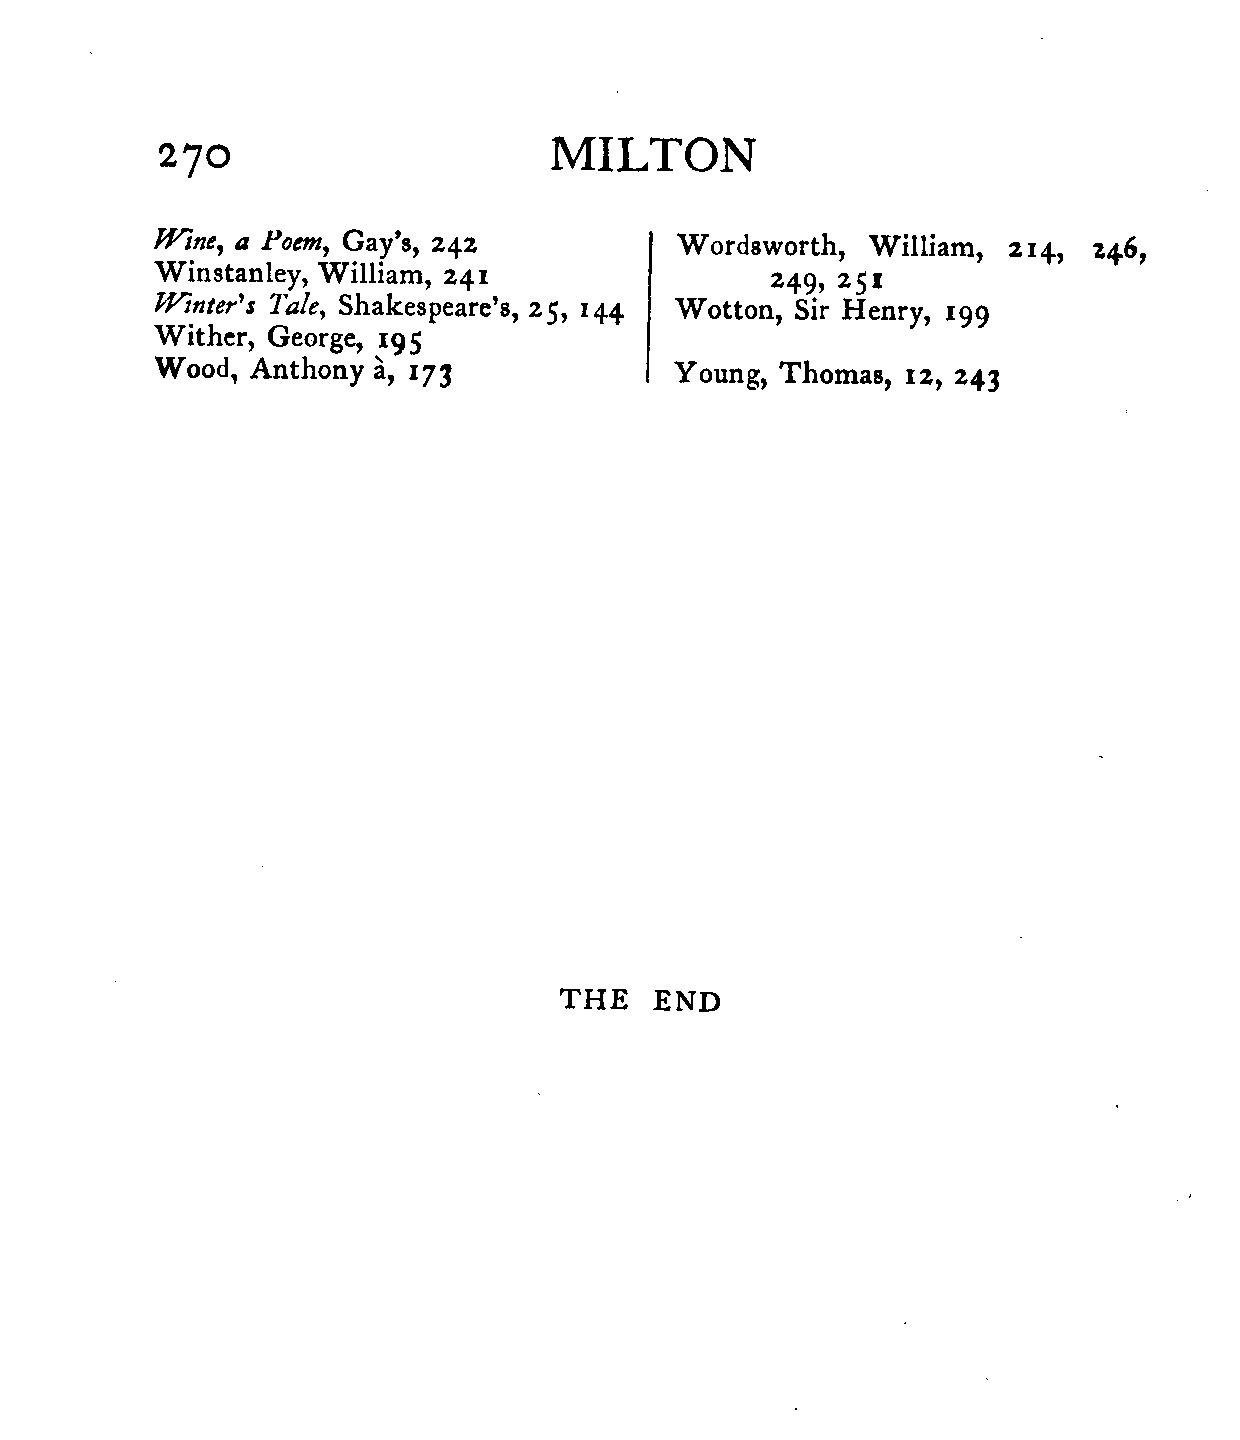 270 MILTON
Wine, a Poem, Gay's, 242
Winstanley, William, 241
Winter's Tale, Shakespeare's, 25, 144
Wither, George, 195
Wood, Anthony à, 173
Wordsworth, William, 214, 246,
249, 251
Wotton, Sir Henry, 199
Young, Thomas, 12, 243
THE END